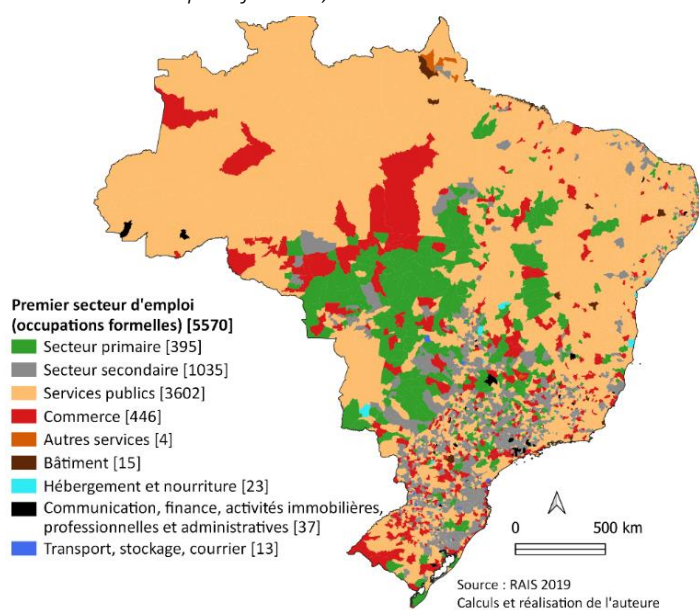 Premier secteur d'emploi
(occupations formelles) [5570]
Secteur primaire [395]
Secteur secondaire [1035]
Services publics [3602]
Commerce [446]
Autres services [4]
Bâtiment [15]
Hébergement et nourriture [23]
Communication, finance, activités immobilières,
professionnelles et administratives [37]
Transport, stockage, courrier [13]
0 500 km
Source : RAIS 2019
Calculs et réalisation de l'auteure